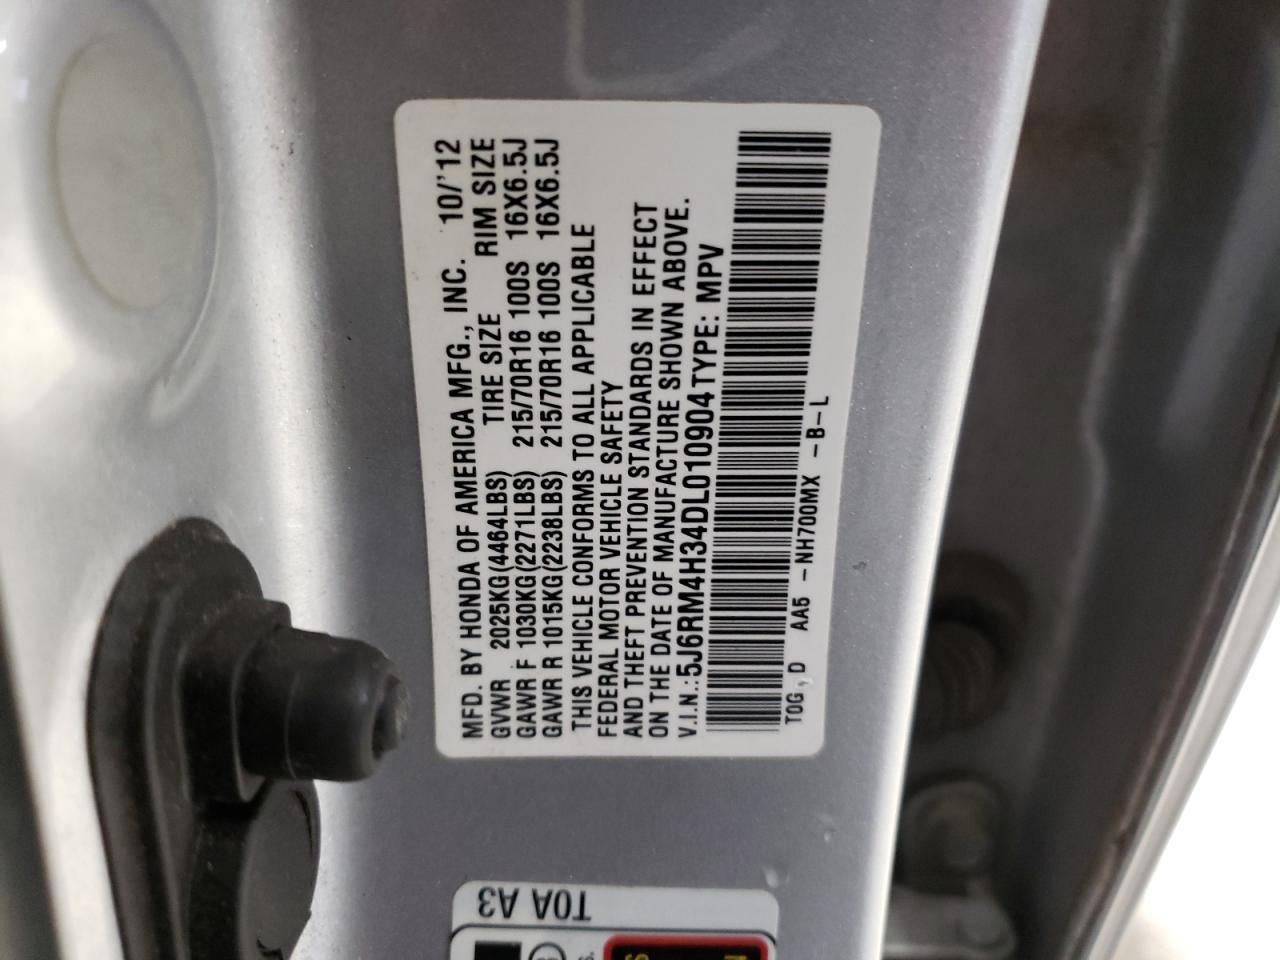 MFD. BY HONDA OF AMERICA MFG., INC. 10/'12
GVWR 2025KG(4464LBS) TIRE SIZE RIM SIZE
GAWR F 1030KG(2271LBS) 215/70R16 100S 16X6.5J
GAWR R 1015KG(2238LBS) 215/70R16 100S 16X6.5J
THIS VEHICLE CONFORMS TO ALL APPLICABLE
FEDERAL MOTOR VEHICLE SAFETY
AND THEFT PREVENTION STANDARDS IN EFFECT
ON THE DATE OF MANUFACTURE SHOWN ABOVE.
V.I.N.:5J6RM4H34DL010904 TYPE: MPV
T0G , D AA5 -NH700MX -B-L
T0A A3